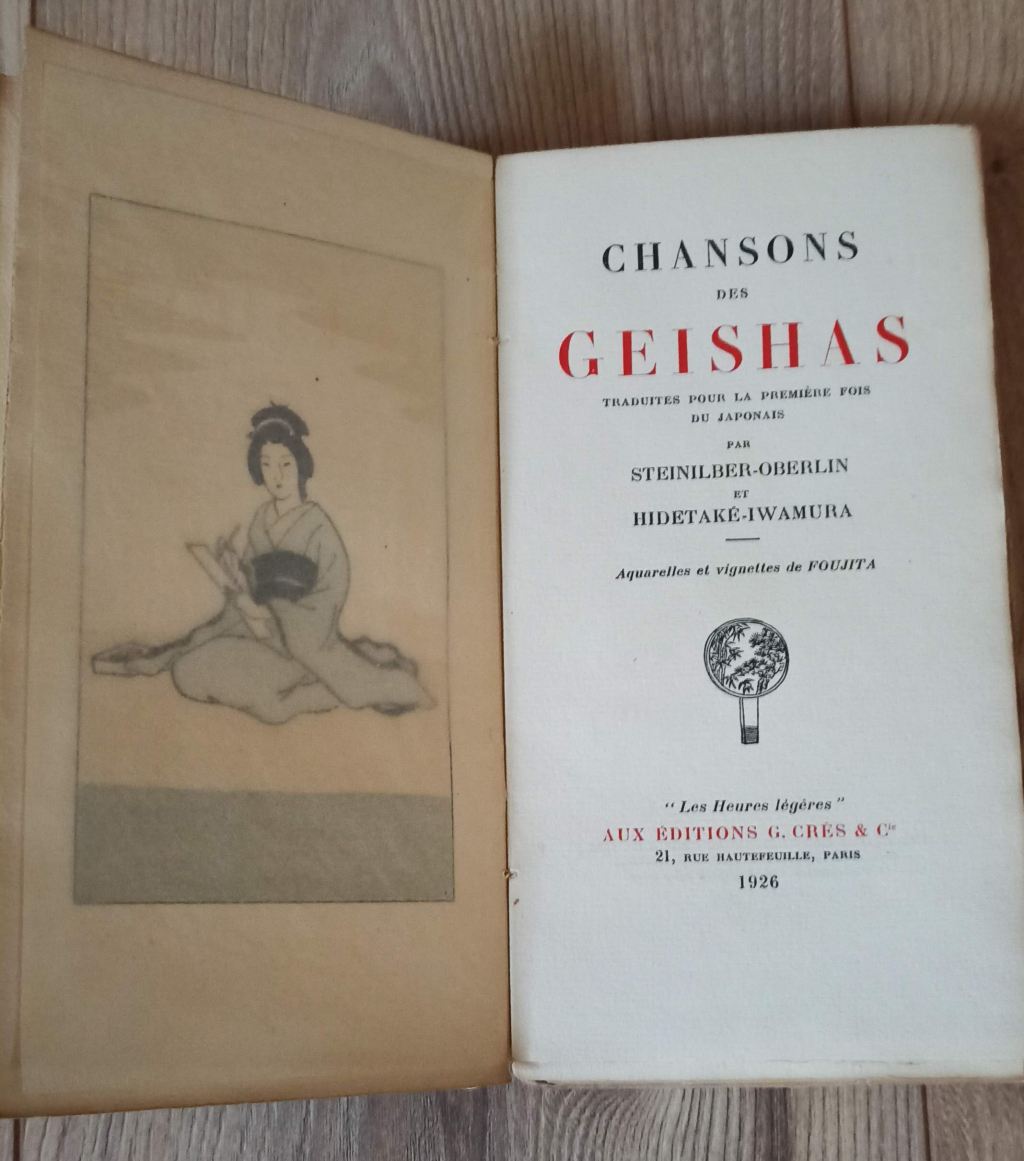 CHANSONS
DES
GEISHAS
TRADUITES POUR LA PREMIÈRE FOIS
DU JAPONAIS
PAR
STEINILBER-OBERLIN
ET
HIDETAKÉ-IWAMURA
Aquarelles et vignettes de FOUJITA
“ Les Heures légères ”
AUX ÉDITIONS G. CRÈS & Cie
21, RUE HAUTEFEUILLE, PARIS
1926